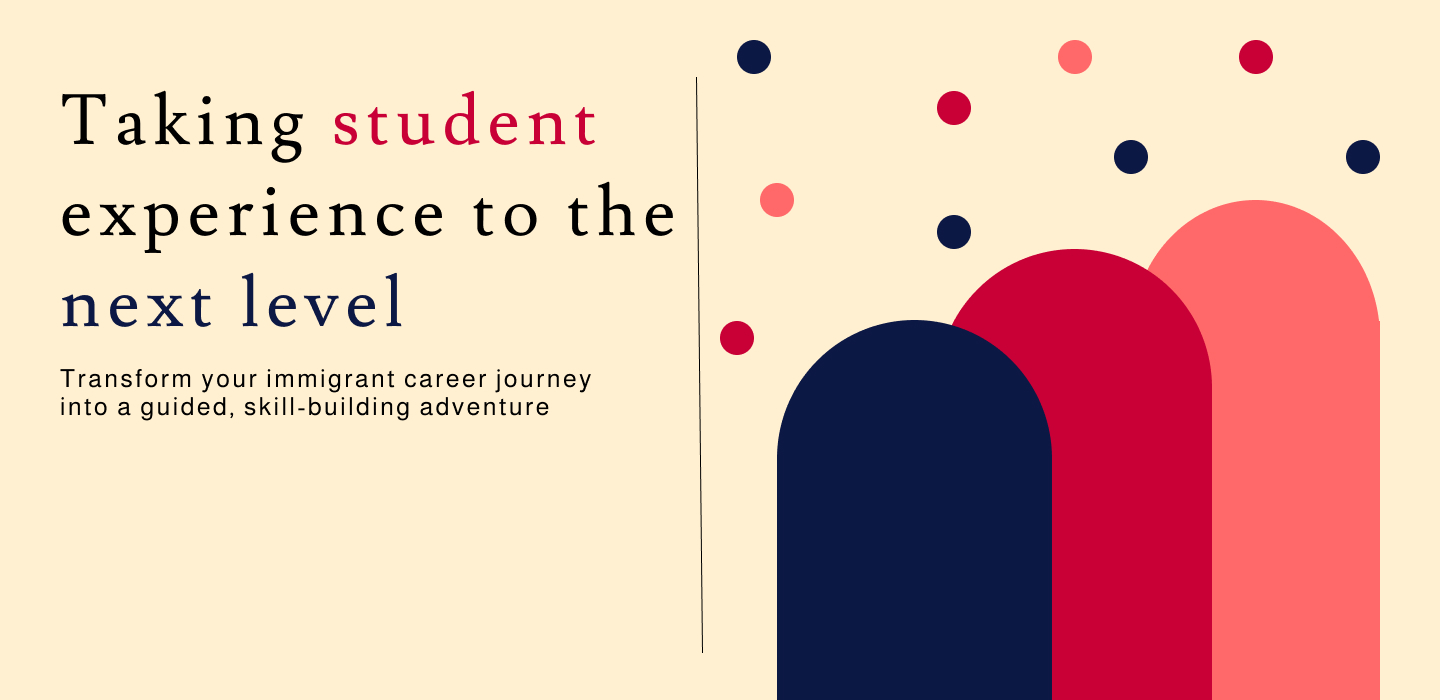 Taking student
experience to the
next level
Transform your immigrant career journey
into a guided, skill-building adventure